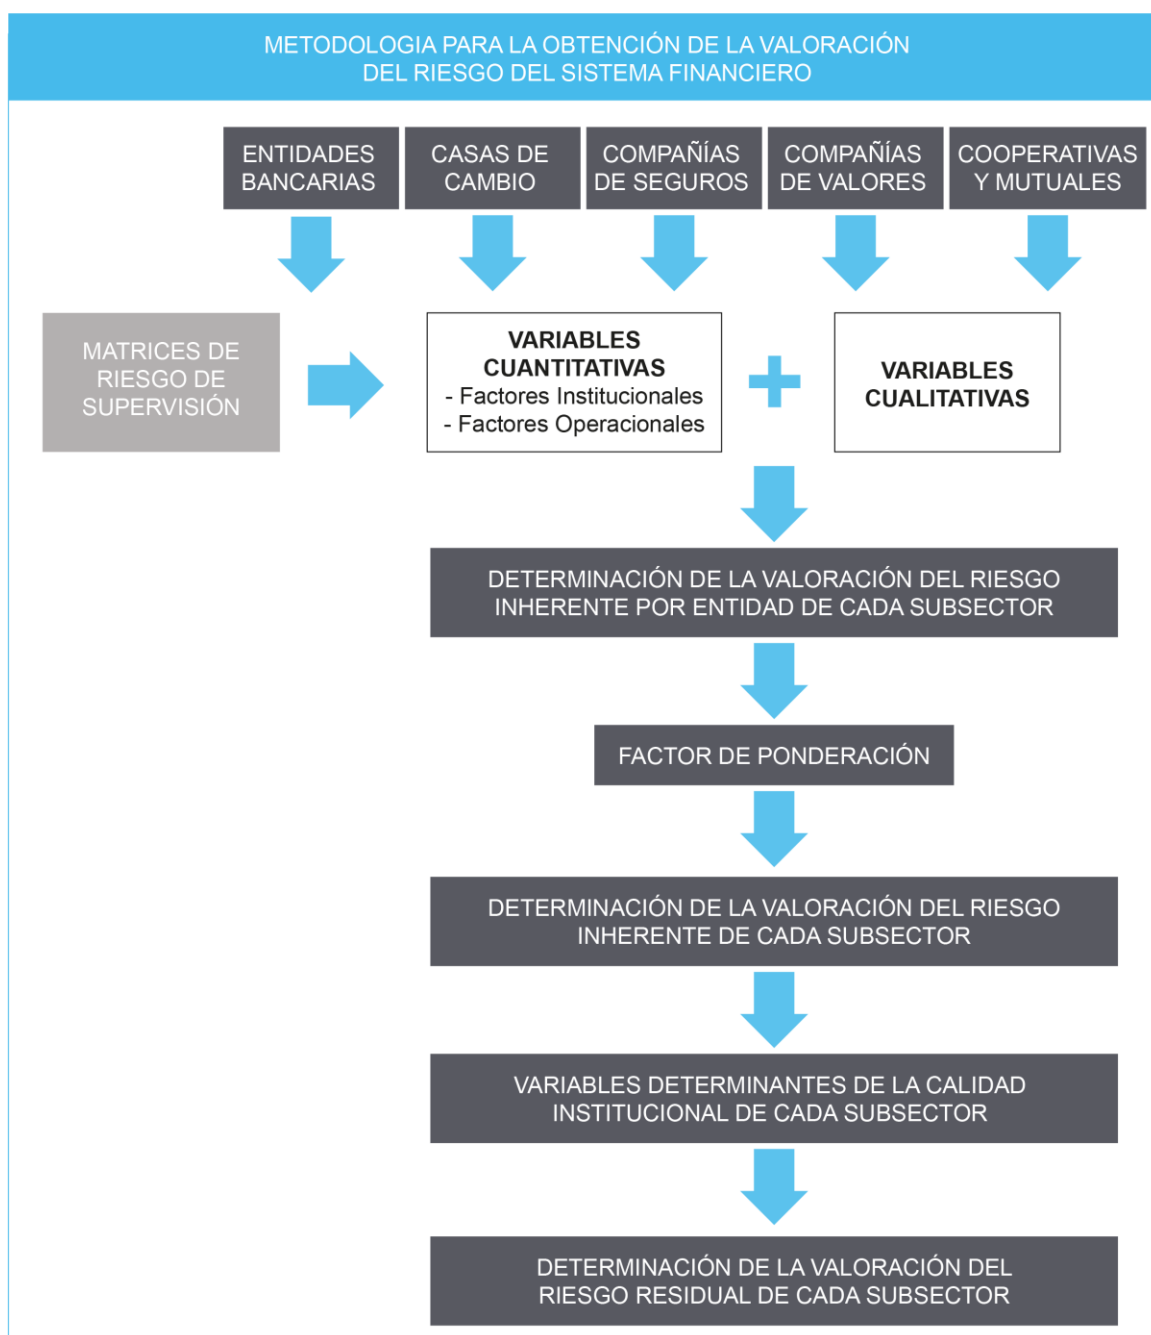 METODOLOGIA PARA LA OBTENCIÓN DE LA VALORACIÓN
DEL RIESGO DEL SISTEMA FINANCIERO
ENTIDADES
BANCARIAS
CASAS DE
CAMBIO
COMPAÑÍAS
DE SEGUROS
COMPAÑÍAS
DE VALORES
COOPERATIVAS
Y MUTUALES
MATRICES DE
RIESGO DE
SUPERVISIÓN
VARIABLES
CUANTITATIVAS
- Factores Institucionales
- Factores Operacionales
VARIABLES
CUALITATIVAS
DETERMINACIÓN DE LA VALORACIÓN DEL RIESGO
INHERENTE POR ENTIDAD DE CADA SUBSECTOR
FACTOR DE PONDERACIÓN
DETERMINACIÓN DE LA VALORACIÓN DEL RIESGO
INHERENTE DE CADA SUBSECTOR
VARIABLES DETERMINANTES DE LA CALIDAD
INSTITUCIONAL DE CADA SUBSECTOR
DETERMINACIÓN DE LA VALORACIÓN DEL
RIESGO RESIDUAL DE CADA SUBSECTOR